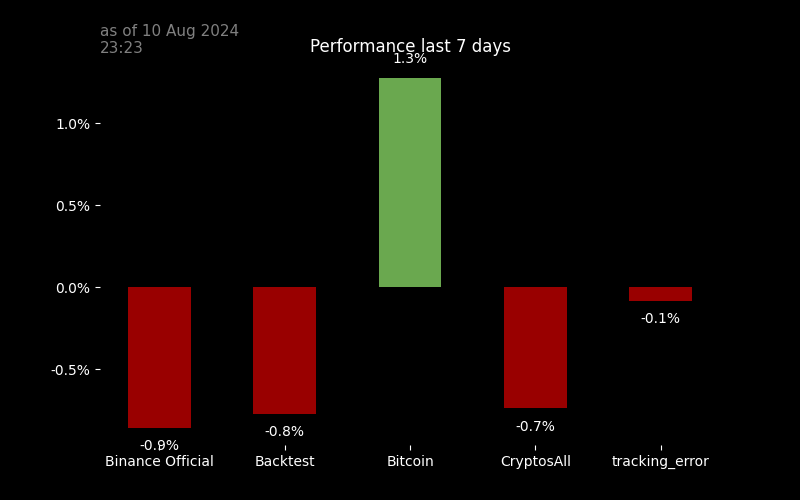 as of 10 Aug 2024
23:23
Performance last 7 days
1.3%
1.0%
0.5%
0.0%
-0.5%
-0.1%
-0.7%
-0.8%
-0.9%
Binance Official
Backtest
Bitcoin
CryptosAll
tracking_error